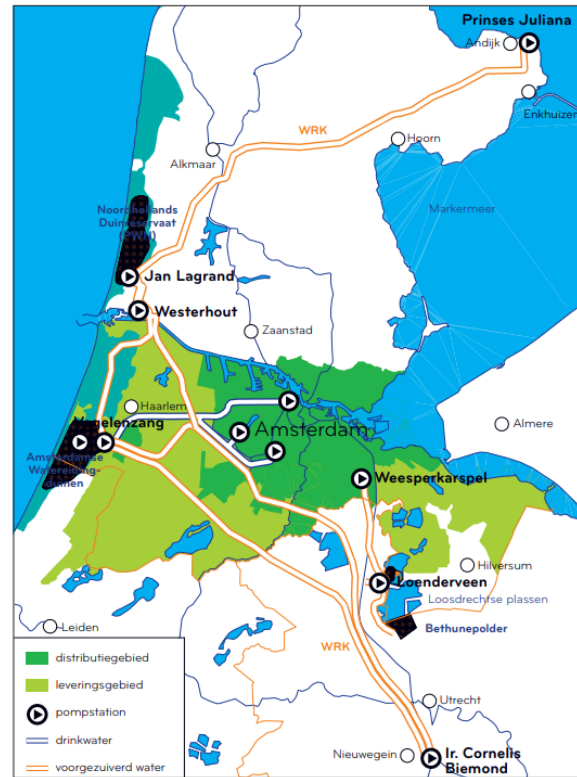 Prinses Juliana
Andijk
Enkhuizen
WRK
Hoorn
Alkmaar
Markermeer
Noordhollands
Duinreservaat
(PWN)
Jan Lagrand
Westerhout
Zaanstad
Haarlem
Vogelenzang
Amsterdam
Almere
Amsterdamse
Waterleiding-
duinen
Weesperkarspel
Hilversum
Loenderveen
Loosdrechtse plassen
Leiden
Bethunepolder
WRK
distributiegebied
leveringsgebied
pompstation
drinkwater
voorgezuiverd water
Utrecht
Nieuwegein
Ir. Cornelis
Biemond